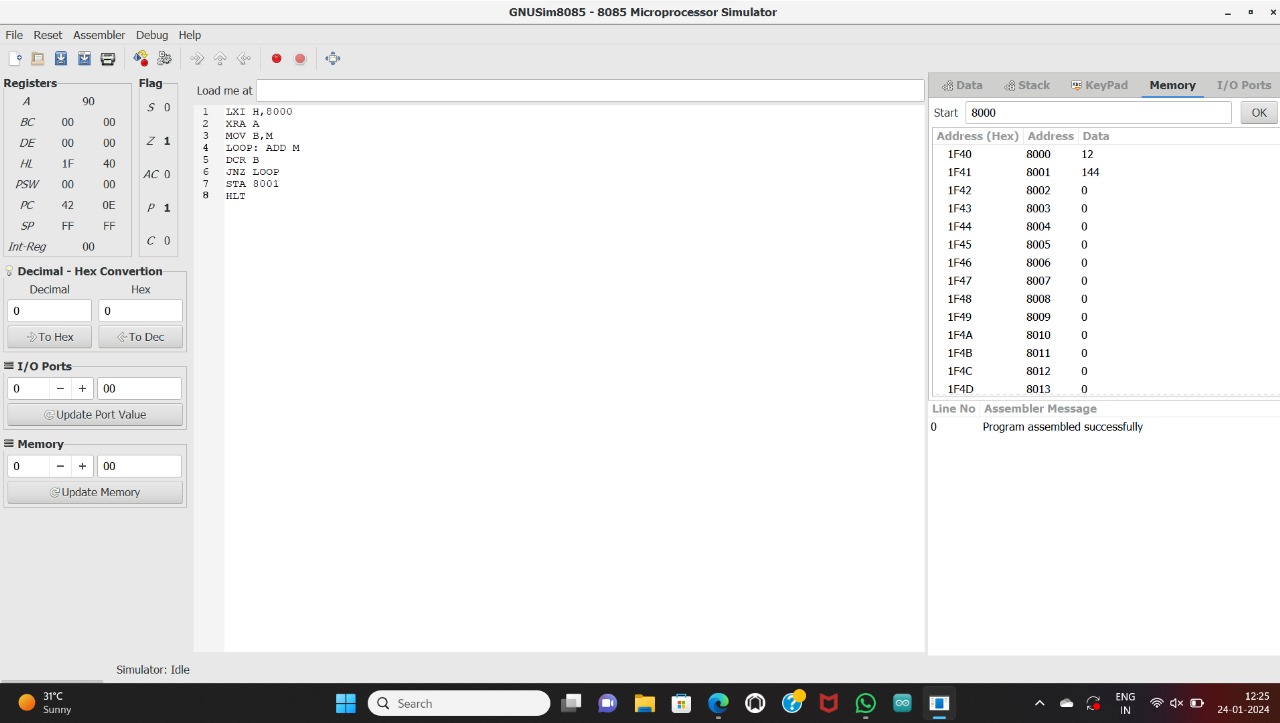 GNUSim8085 - 8085 Microprocessor Simulator
File Reset Assembler Debug Help
Registers
A 90
BC 00 00
DE 00 00
HL 1F 40
PSW 00 00
PC 42 0E
SP FF FF
Int-Reg 00
Flag
S 0
Z 1
AC 0
P 1
C 0
Decimal - Hex Convertion
Decimal Hex
0 0
To Hex To Dec
I/O Ports
0 − + 00
Update Port Value
Memory
0 − + 00
Update Memory
Load me at
1 LXI H,8000
2 XRA A
3 MOV B,M
4 LOOP: ADD M
5 DCR B
6 JNZ LOOP
7 STA 8001
8 HLT
Data Stack KeyPad Memory I/O Ports
Start 8000 OK
Address (Hex) Address Data
1F40 8000 12
1F41 8001 144
1F42 8002 0
1F43 8003 0
1F44 8004 0
1F45 8005 0
1F46 8006 0
1F47 8007 0
1F48 8008 0
1F49 8009 0
1F4A 8010 0
1F4B 8011 0
1F4C 8012 0
1F4D 8013 0
Line No Assembler Message
0 Program assembled successfully
Simulator: Idle
31°C
Sunny
Search
ENG
IN
12:25
24-01-2024